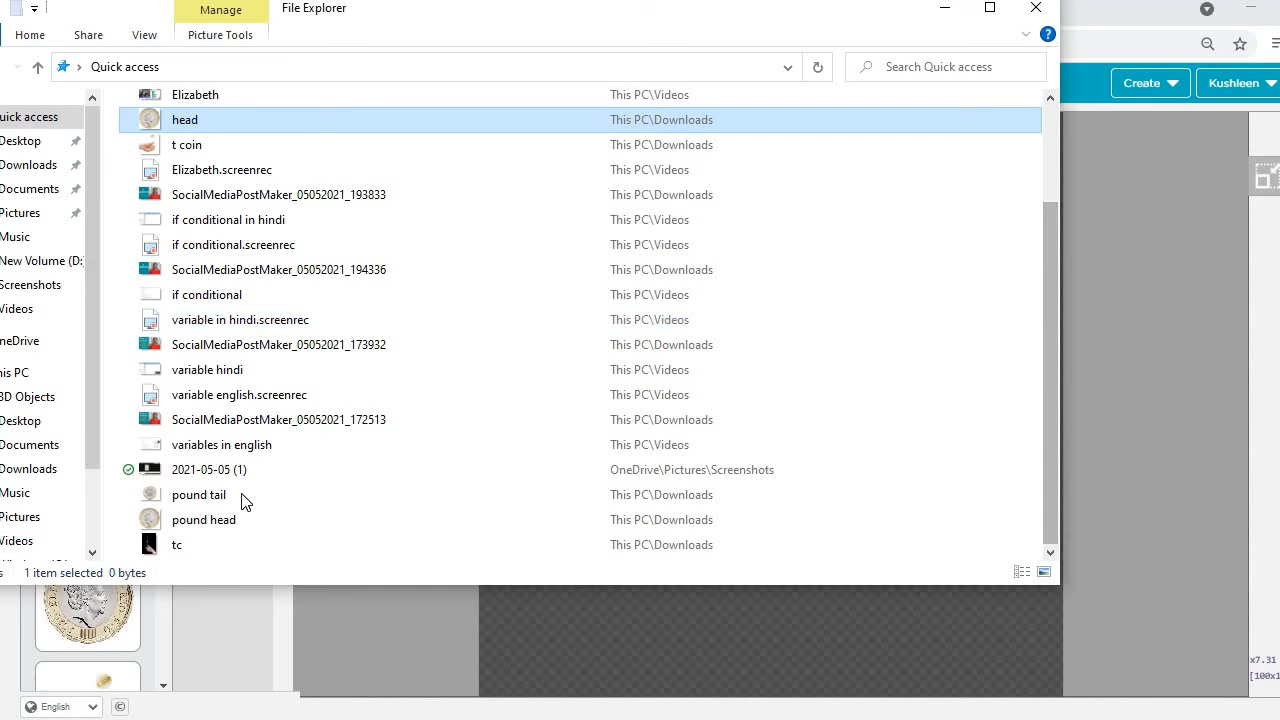 Manage
File Explorer
Home
Share
View
Picture Tools
?
Quick access
Search Quick access
Create
Kushleen
uick access
Desktop
Downloads
Documents
Pictures
Music
New Volume (D:
Screenshots
Videos
neDrive
his PC
3D Objects
Desktop
Documents
Downloads
Music
Pictures
Videos
Elizabeth This PC\Videos
head This PC\Downloads
t coin This PC\Downloads
Elizabeth.screenrec This PC\Videos
SocialMediaPostMaker_05052021_193833 This PC\Downloads
if conditional in hindi This PC\Videos
if conditional.screenrec This PC\Videos
SocialMediaPostMaker_05052021_194336 This PC\Downloads
if conditional This PC\Videos
variable in hindi.screenrec This PC\Videos
SocialMediaPostMaker_05052021_173932 This PC\Downloads
variable hindi This PC\Videos
variable english.screenrec This PC\Videos
SocialMediaPostMaker_05052021_172513 This PC\Downloads
variables in english This PC\Videos
2021-05-05 (1) OneDrive\Pictures\Screenshots
pound tail This PC\Downloads
pound head This PC\Downloads
tc This PC\Downloads
s 1 item selected 0 bytes
x7.31
[100x1
English
©